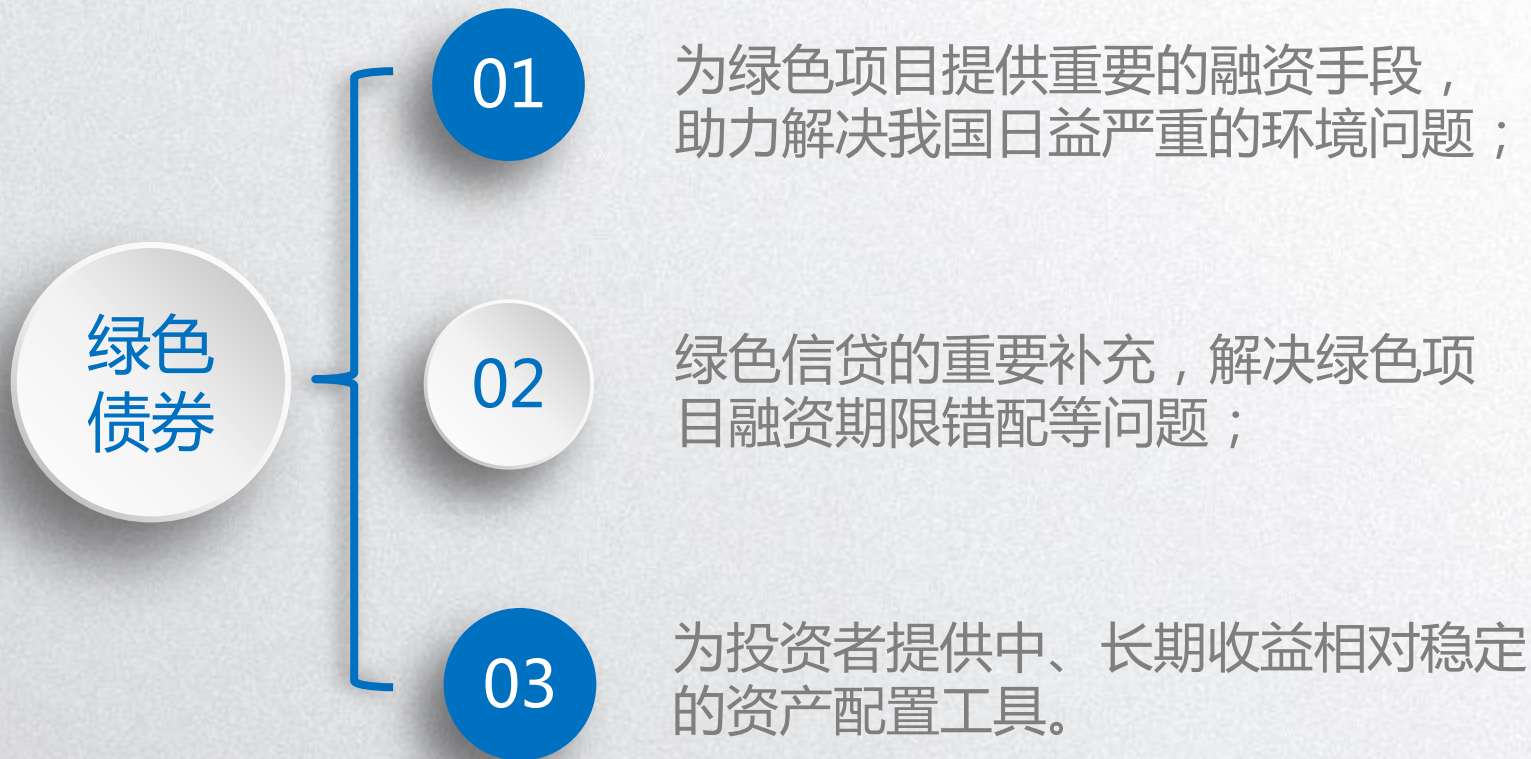 绿色
债券
01
为绿色项目提供重要的融资手段，
助力解决我国日益严重的环境问题；
02
绿色信贷的重要补充，解决绿色项
目融资期限错配等问题；
03
为投资者提供中、长期收益相对稳定
的资产配置工具。